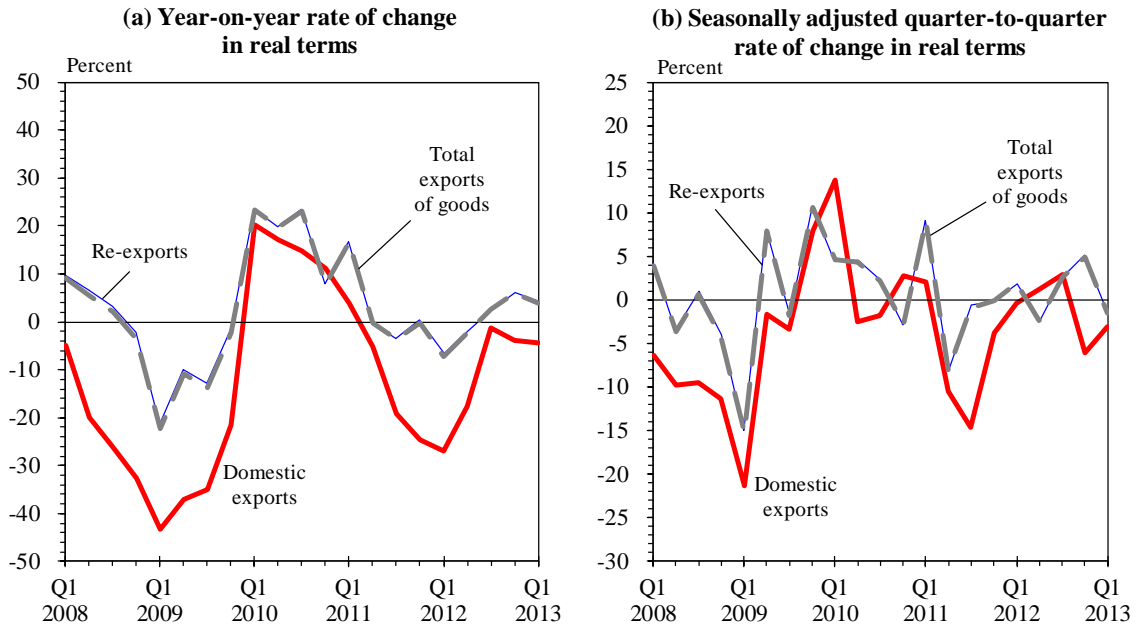 (a) Year-on-year rate of change
in real terms
Percent
50
40
30
20
10
0
-10
-20
-30
-40
-50
Total
exports
of goods
Re-exports
Domestic
exports
Q1
2008
Q1
2009
Q1
2010
Q1
2011
Q1
2012
Q1
2013
(b) Seasonally adjusted quarter-to-quarter
rate of change in real terms
Percent
25
20
15
10
5
0
-5
-10
-15
-20
-25
-30
Total
exports
of goods
Re-exports
Domestic
exports
Q1
2008
Q1
2009
Q1
2010
Q1
2011
Q1
2012
Q1
2013